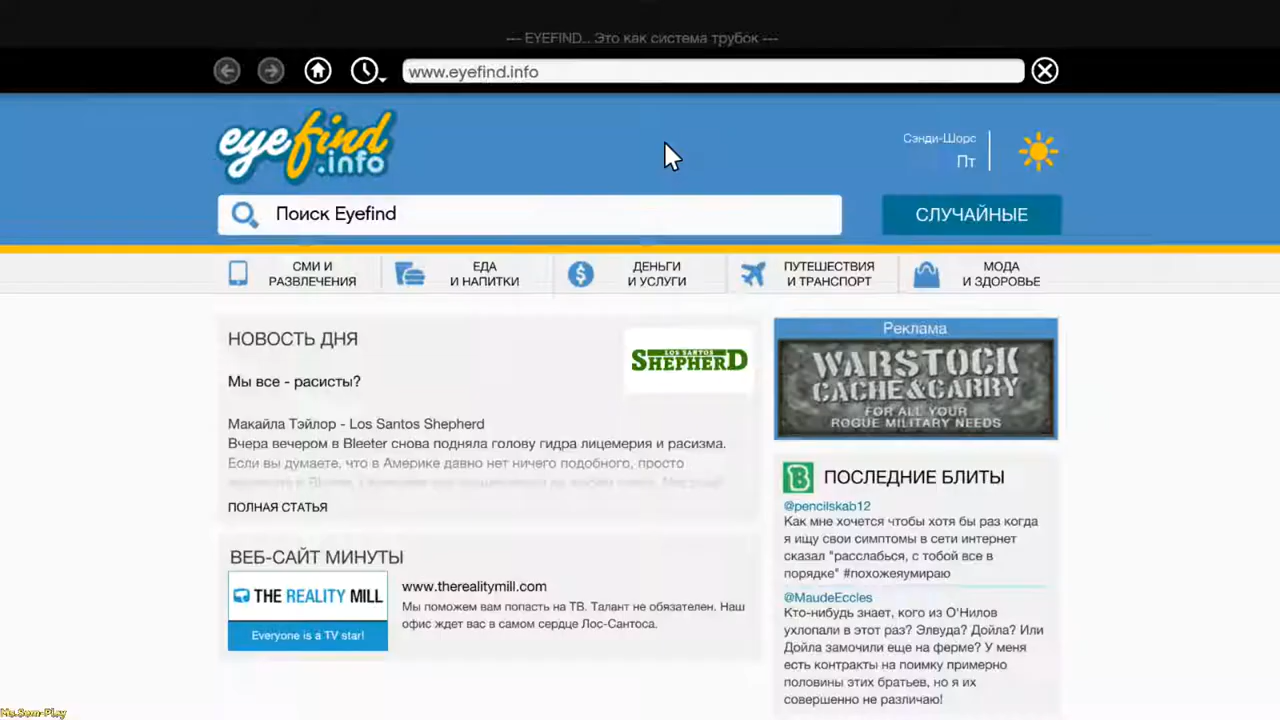 --- EYEFIND... Это как система трубок ---
www.eyefind.info
eyefind
.info
Сэнди-Шорс
Пт
Поиск Eyefind
СЛУЧАЙНЫЕ
СМИ И
РАЗВЛЕЧЕНИЯ
ЕДА
И НАПИТКИ
ДЕНЬГИ
И УСЛУГИ
ПУТЕШЕСТВИЯ
И ТРАНСПОРТ
МОДА
И ЗДОРОВЬЕ
НОВОСТЬ ДНЯ
LOS SANTOS
SHEPHERD
Мы все - расисты?
Макайла Тэйлор - Los Santos Shepherd
Вчера вечером в Bleeter снова подняла голову гидра лицемерия и расизма.
Если вы думаете, что в Америке давно нет ничего подобного, просто
ПОЛНАЯ СТАТЬЯ
ВЕБ-САЙТ МИНУТЫ
THE REALITY MILL
Everyone is a TV star!
www.therealitymill.com
Мы поможем вам попасть на ТВ. Талант не обязателен. Наш
офис ждет вас в самом сердце Лос-Сантоса.
Реклама
WARSTOCK
CACHE&CARRY
FOR ALL YOUR
ROGUE MILITARY NEEDS
B
ПОСЛЕДНИЕ БЛИТЫ
@pencilskab12
Как мне хочется чтобы хотя бы раз когда
я ищу свои симптомы в сети интернет
сказал "расслабься, с тобой все в
порядке" #похожеяумираю
@MaudeEccles
Кто-нибудь знает, кого из О'Нилов
ухлопали в этот раз? Элвуда? Дойла? Или
Дойла замочили еще на ферме? У меня
есть контракты на поимку примерно
половины этих братьев, но я их
совершенно не различаю!